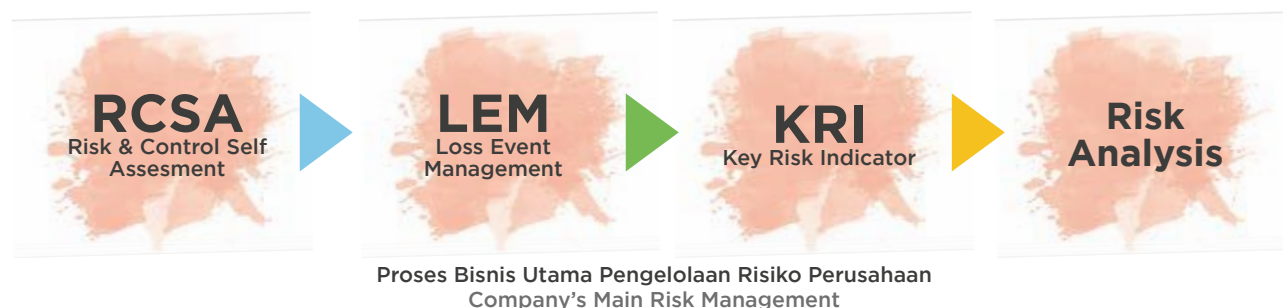 RCSA
Risk & Control Self
Assesment
LEM
Loss Event
Management
KRI
Key Risk Indicator
Risk
Analysis
Proses Bisnis Utama Pengelolaan Risiko Perusahaan
Company's Main Risk Management